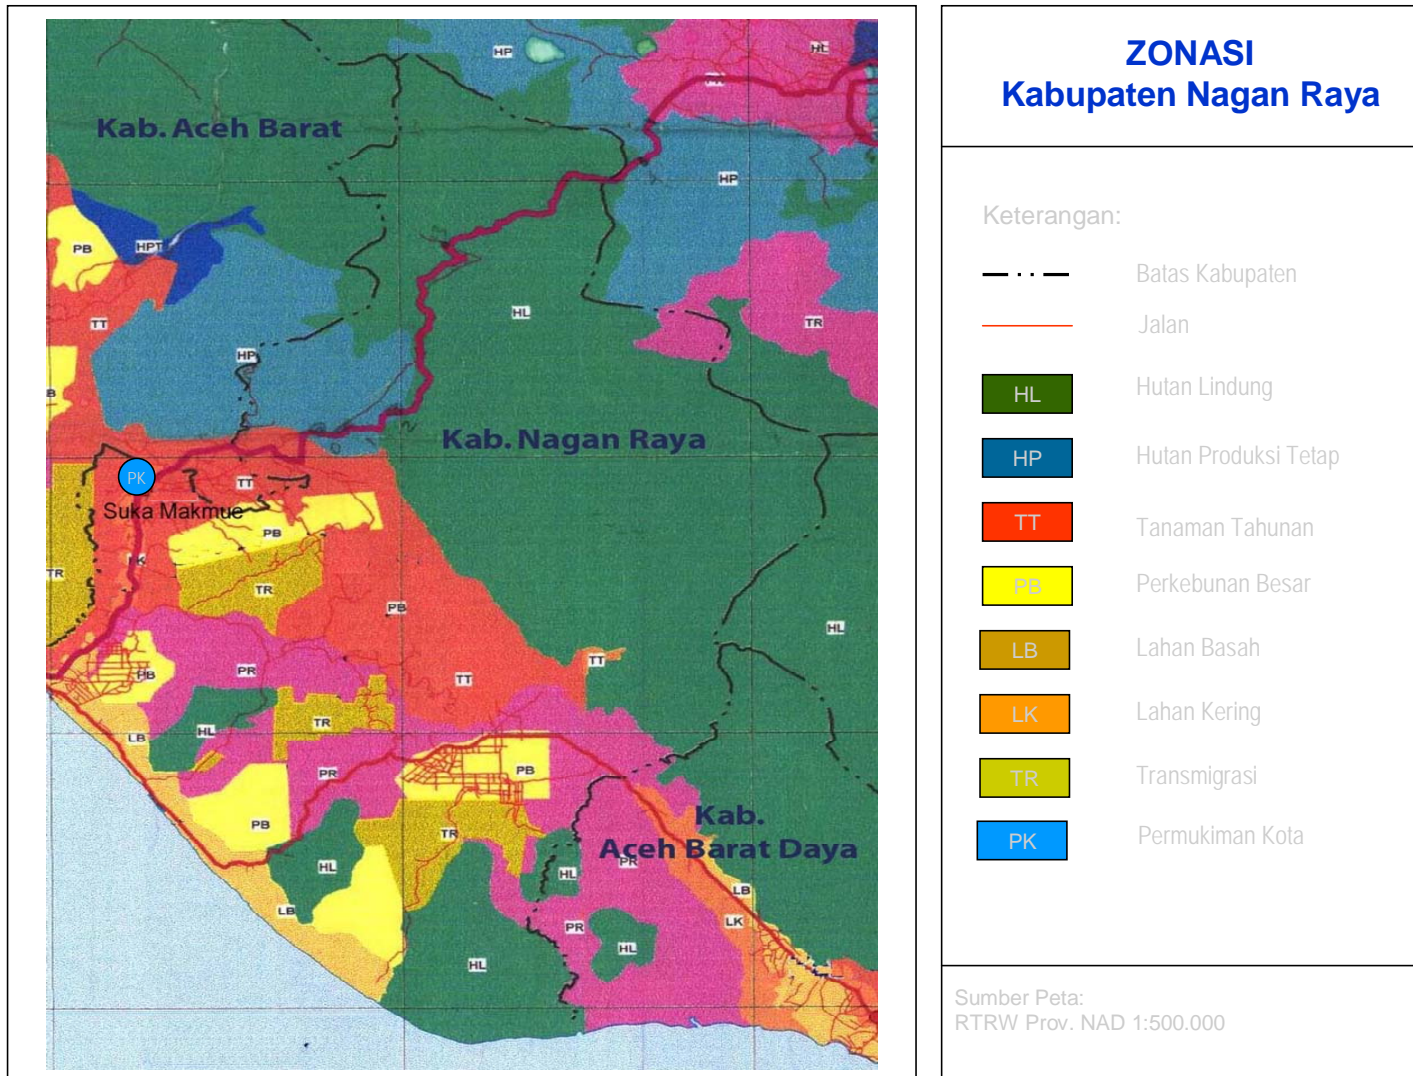 ZONASI
Kabupaten Nagan Raya
Keterangan:
Batas Kabupaten
Jalan
HL Hutan Lindung
HP Hutan Produksi Tetap
TT Tanaman Tahunan
PB Perkebunan Besar
LB Lahan Basah
LK Lahan Kering
TR Transmigrasi
PK Permukiman Kota
Sumber Peta:
RTRW Prov. NAD 1:500.000
HP
HL
Kab. Aceh Barat
HP
PB
HPT
HL
TT
TR
HP
Kab. Nagan Raya
PK
TT
Suka Makmue
PB
TR
TR
PB
HL
PR
TT
TT
PB
HL
TR
LB
PR
PB
Kab.
Aceh Barat Daya
PB
TR
PR
HL
HL
LB
LB
LK
PR
HL
HL